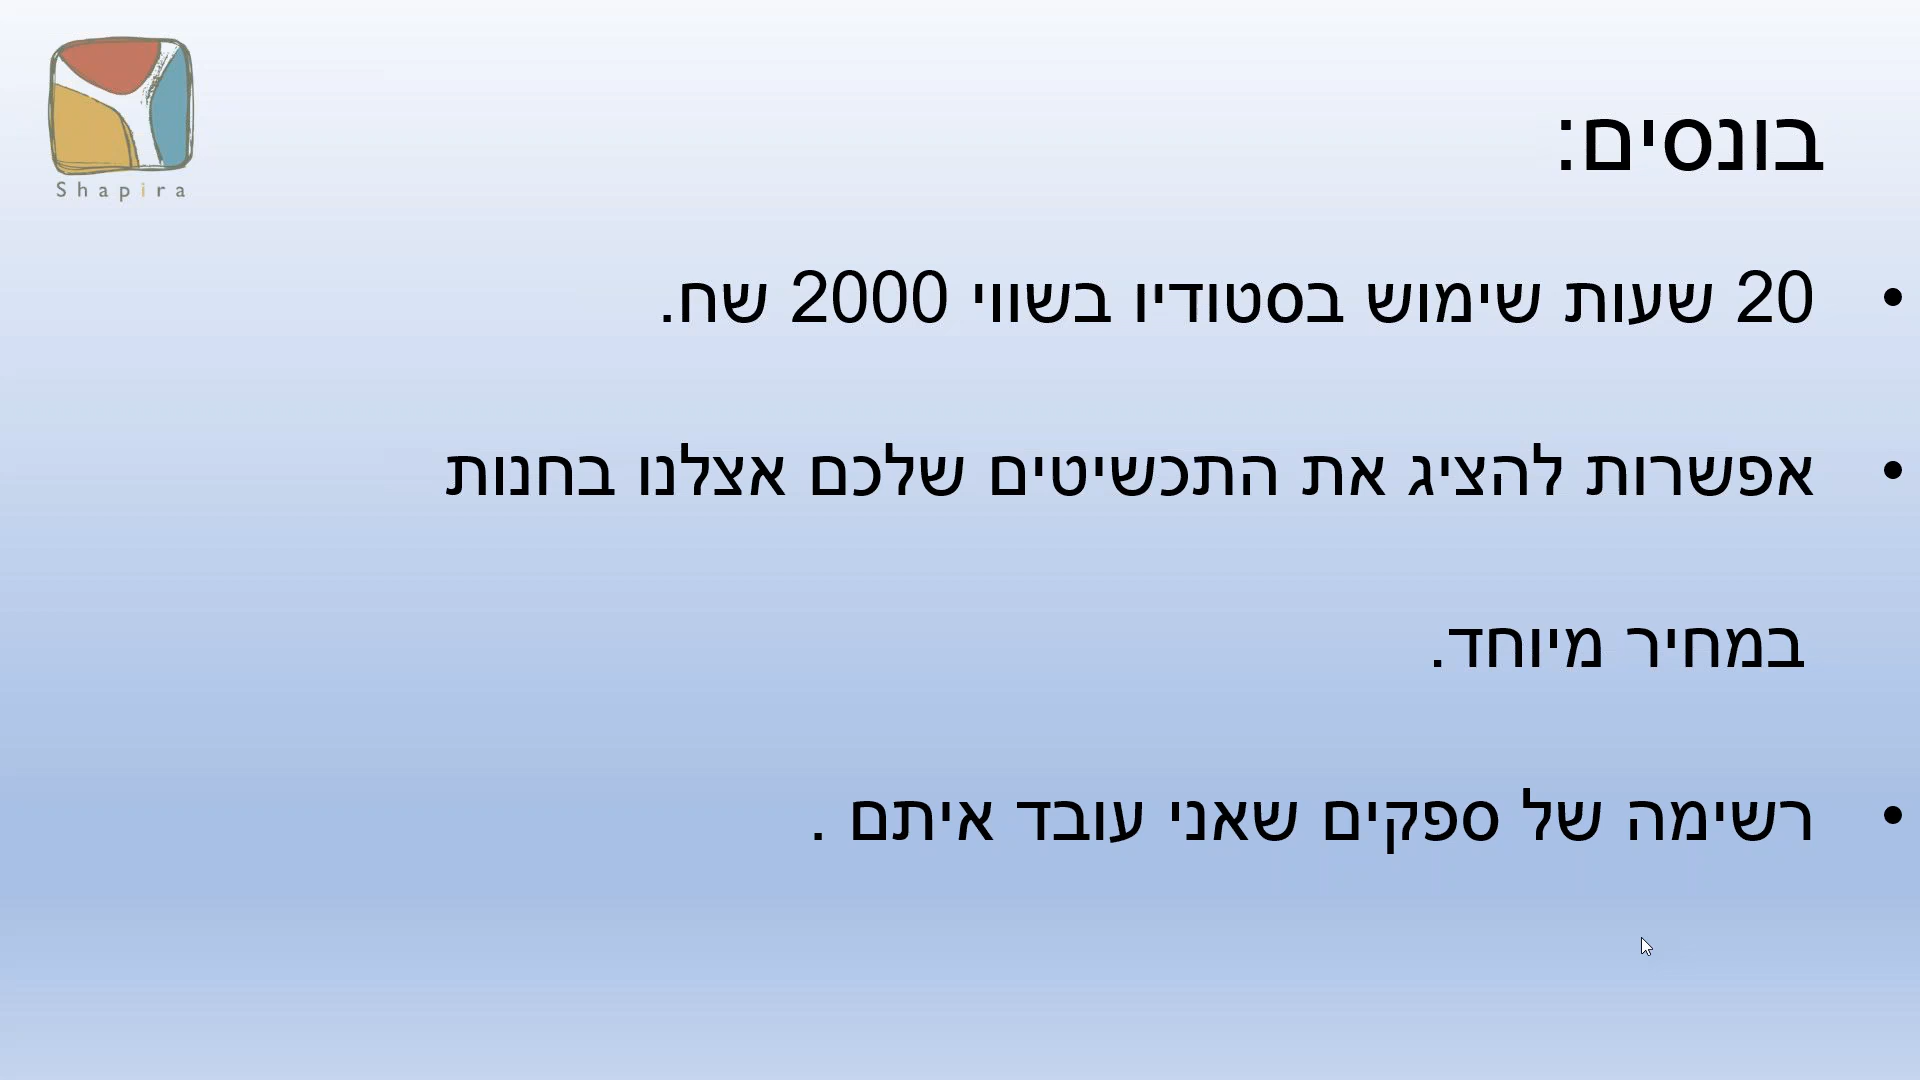 Shapira
בונסים:
• 20 שעות שימוש בסטודיו בשווי 2000 שח.
• אפשרות להציג את התכשיטים שלכם אצלנו בחנות
במחיר מיוחד.
• רשימה של ספקים שאני עובד איתם .